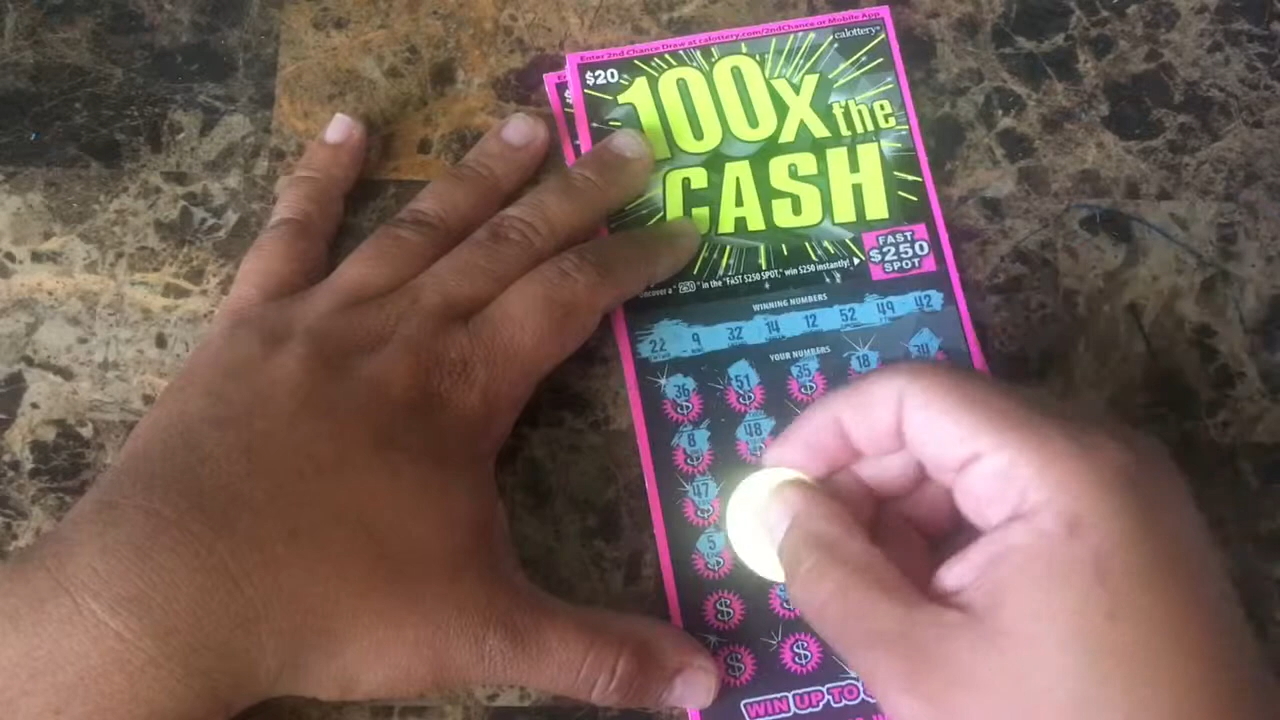 Enter 2nd Chance Draw at calottery.com/2ndChance or Mobile App
calottery
$20
100X the
CASH
FAST
$250
SPOT
"250" in the "FAST $250 SPOT," win $250 instantly!
WINNING NUMBERS
22 9 32 14 12 52 49 42
YOUR NUMBERS
36 51 35 18 34
8 48
47
5
WIN UP TO